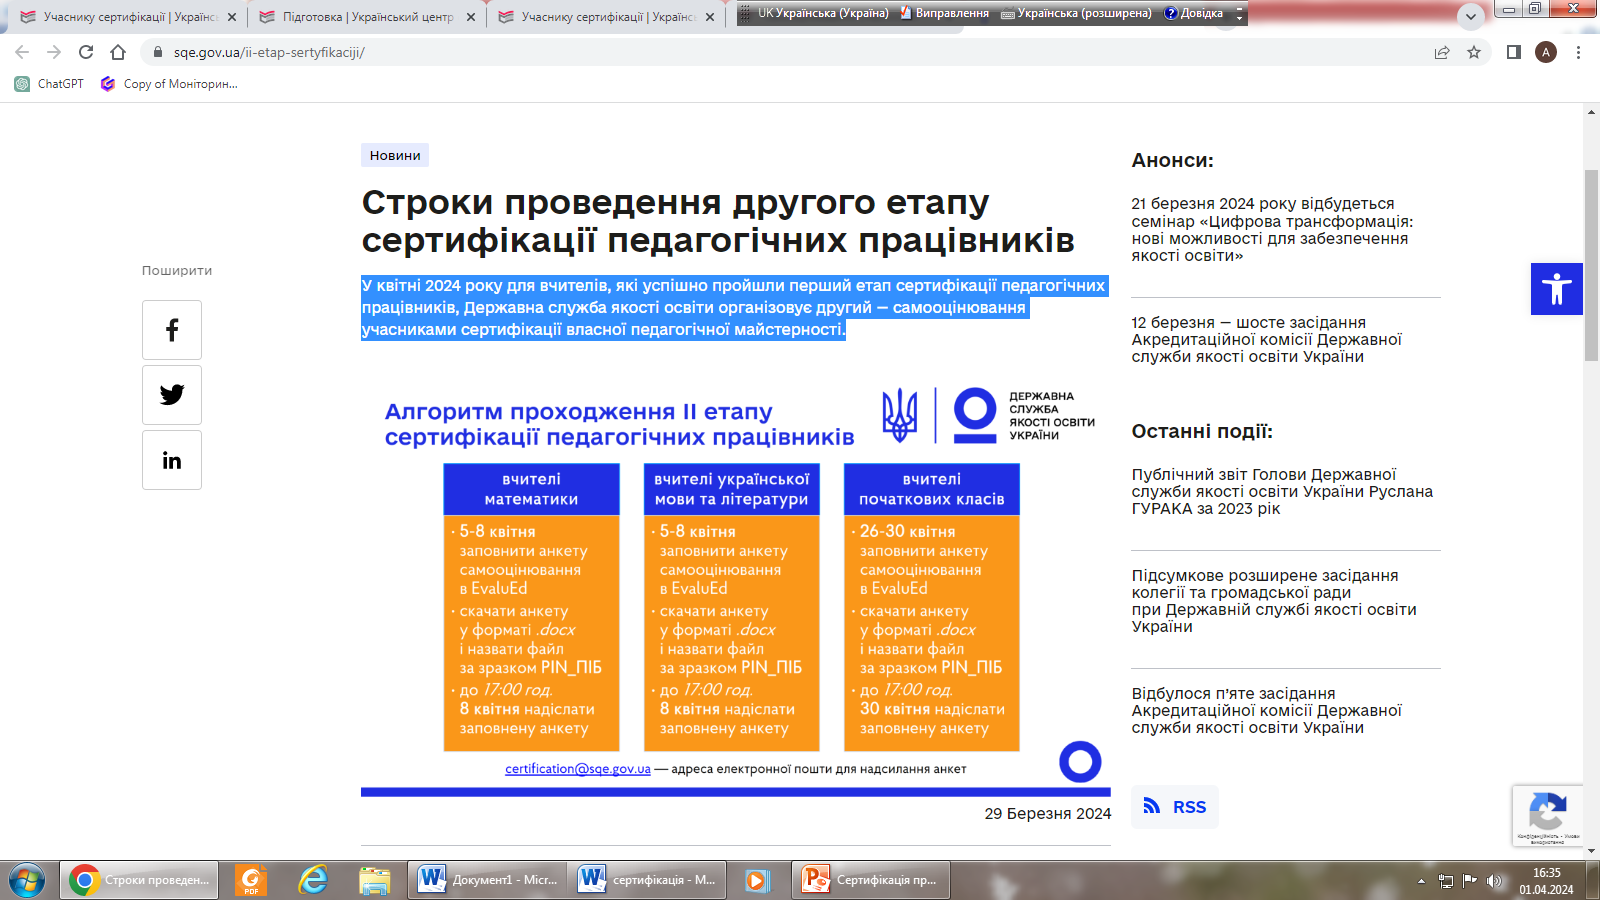 Учаснику сертифікації | Українсь
Підготовка | Український центр
Учаснику сертифікації | Українсь
UK Українська (Україна)
Виправлення
Українська (розширена)
Довідка
sqe.gov.ua/ii-etap-sertyfikaciji/
A
ChatGPT
Copy of Моніторин...
Новини
Строки проведення другого етапу
сертифікації педагогічних працівників
У квітні 2024 року для вчителів, які успішно пройшли перший етап сертифікації педагогічних
працівників, Державна служба якості освіти організовує другий – самооцінювання
учасниками сертифікації власної педагогічної майстерності.
Поширити
Алгоритм проходження ІІ етапу
сертифікації педагогічних працівників
ДЕРЖАВНА
СЛУЖБА
ЯКОСТІ ОСВІТИ
УКРАЇНИ
вчителі
математики
· 5-8 квітня
заповнити анкету
самооцінювання
в EvaluEd
· скачати анкету
у форматі .docx
і назвати файл
за зразком PIN_ПІБ
· до 17:00 год.
8 квітня надіслати
заповнену анкету
вчителі української
мови та літератури
· 5-8 квітня
заповнити анкету
самооцінювання
в EvaluEd
· скачати анкету
у форматі .docx
і назвати файл
за зразком PIN_ПІБ
· до 17:00 год.
8 квітня надіслати
заповнену анкету
вчителі
початкових класів
· 26-30 квітня
заповнити анкету
самооцінювання
в EvaluEd
· скачати анкету
у форматі .docx
і назвати файл
за зразком PIN_ПІБ
· до 17:00 год.
30 квітня надіслати
заповнену анкету
certification@sqe.gov.ua — адреса електронної пошти для надсилання анкет
29 Березня 2024
Анонси:
21 березня 2024 року відбудеться
семінар «Цифрова трансформація:
нові можливості для забезпечення
якості освіти»
12 березня – шосте засідання
Акредитаційної комісії Державної
служби якості освіти України
Останні події:
Публічний звіт Голови Державної
служби якості освіти України Руслана
ГУРАКА за 2023 рік
Підсумкове розширене засідання
колегії та громадської ради
при Державній службі якості освіти
України
Відбулося п’яте засідання
Акредитаційної комісії Державної
служби якості освіти України
RSS
Конфіденційність - Умови
використання
Строки проведен...
PDF
Документ1 - Micr...
сертифікація - M...
Сертифікація пр...
16:35
01.04.2024